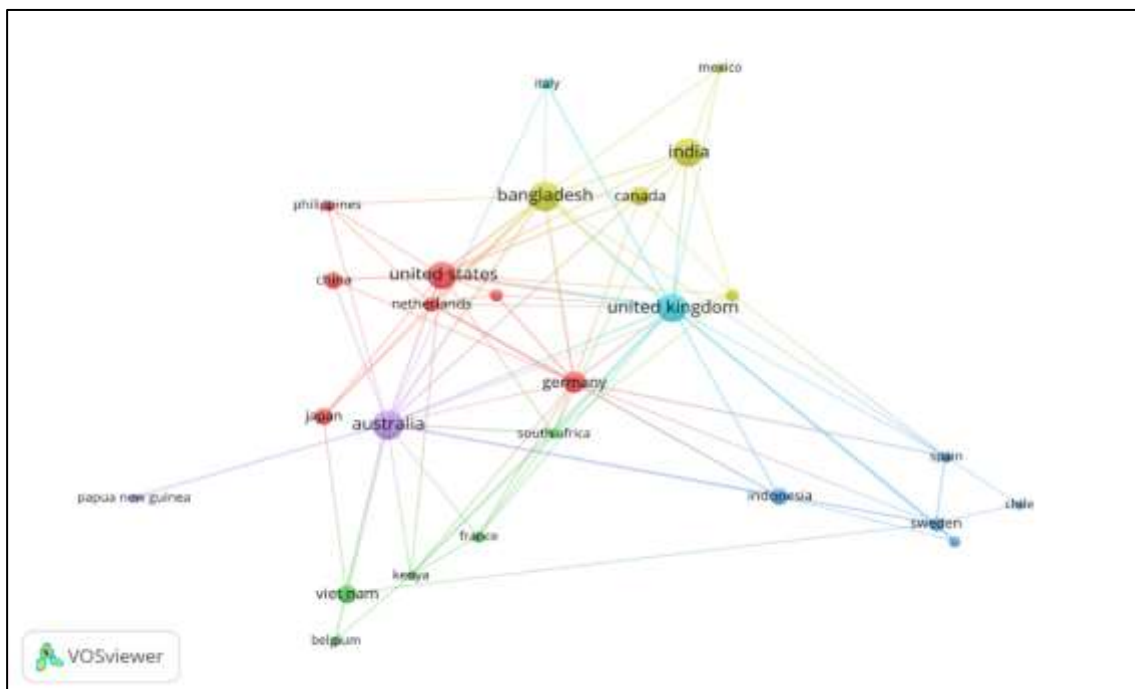 mexico
italy
india
bangladesh
canada
philippines
united states
china
netherlands
united kingdom
germany
japan
australia
south africa
spain
papua new guinea
indonesia
chile
sweden
france
kenya
viet nam
belgium
VOSviewer